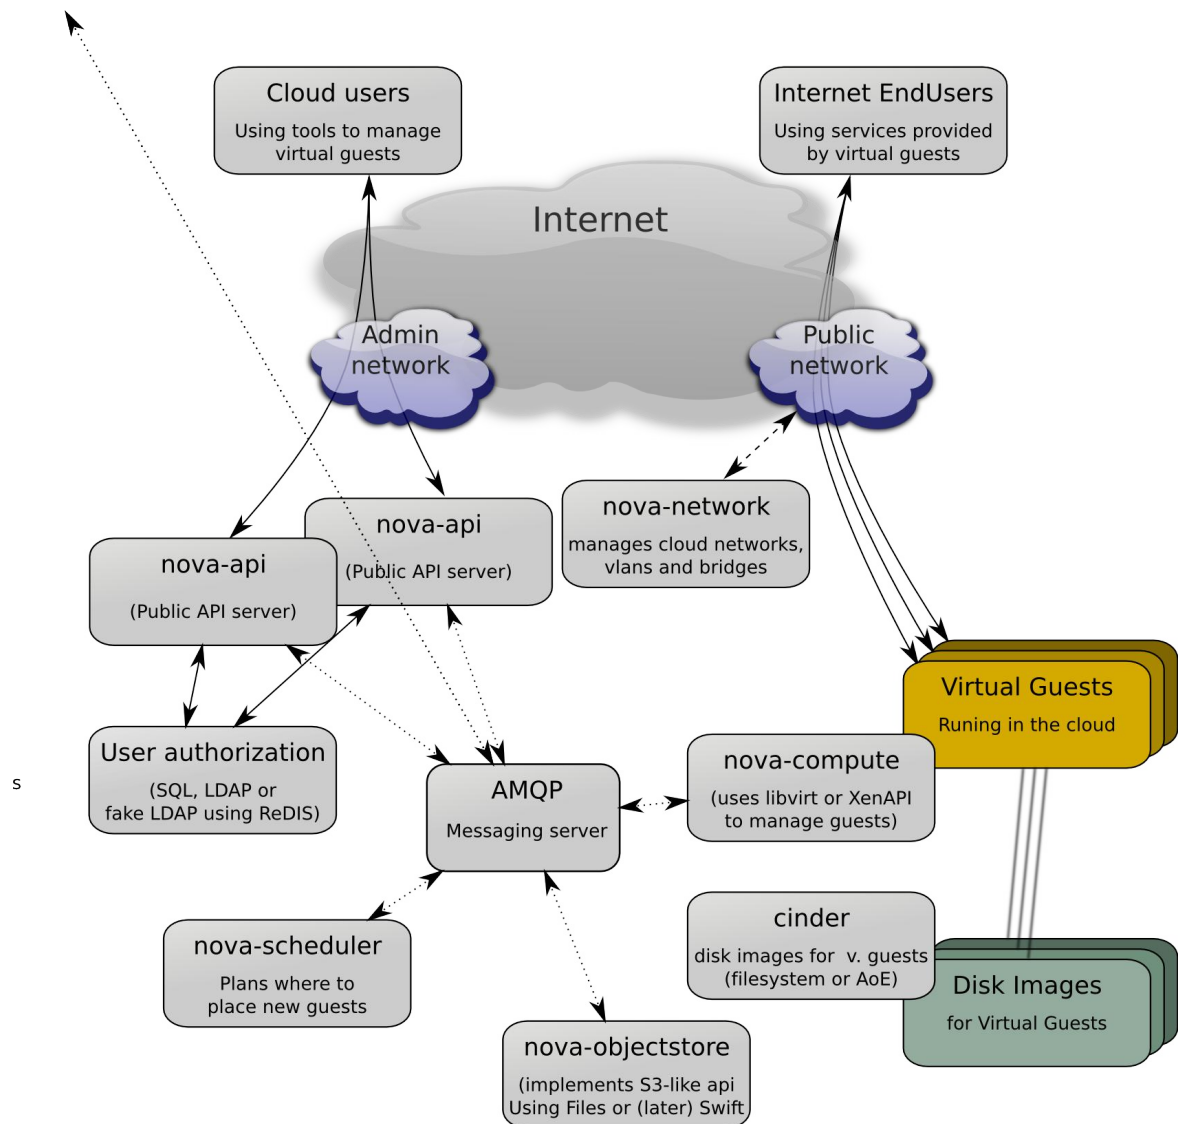 Cloud users
Using tools to manage
virtual guests
Internet EndUsers
Using services provided
by virtual guests
Internet
Admin
network
Public
network
nova-network
manages cloud networks,
vlans and bridges
nova-api
(Public API server)
nova-api
(Public API server)
Virtual Guests
Runing in the cloud
User authorization
(SQL, LDAP or
fake LDAP using ReDIS)
s
AMQP
Messaging server
nova-compute
(uses libvirt or XenAPI
to manage guests)
cinder
disk images for  v. guests
(filesystem or AoE)
nova-scheduler
Plans where to
place new guests
Disk Images
for Virtual Guests
nova-objectstore
(implements S3-like api
Using Files or (later) Swift